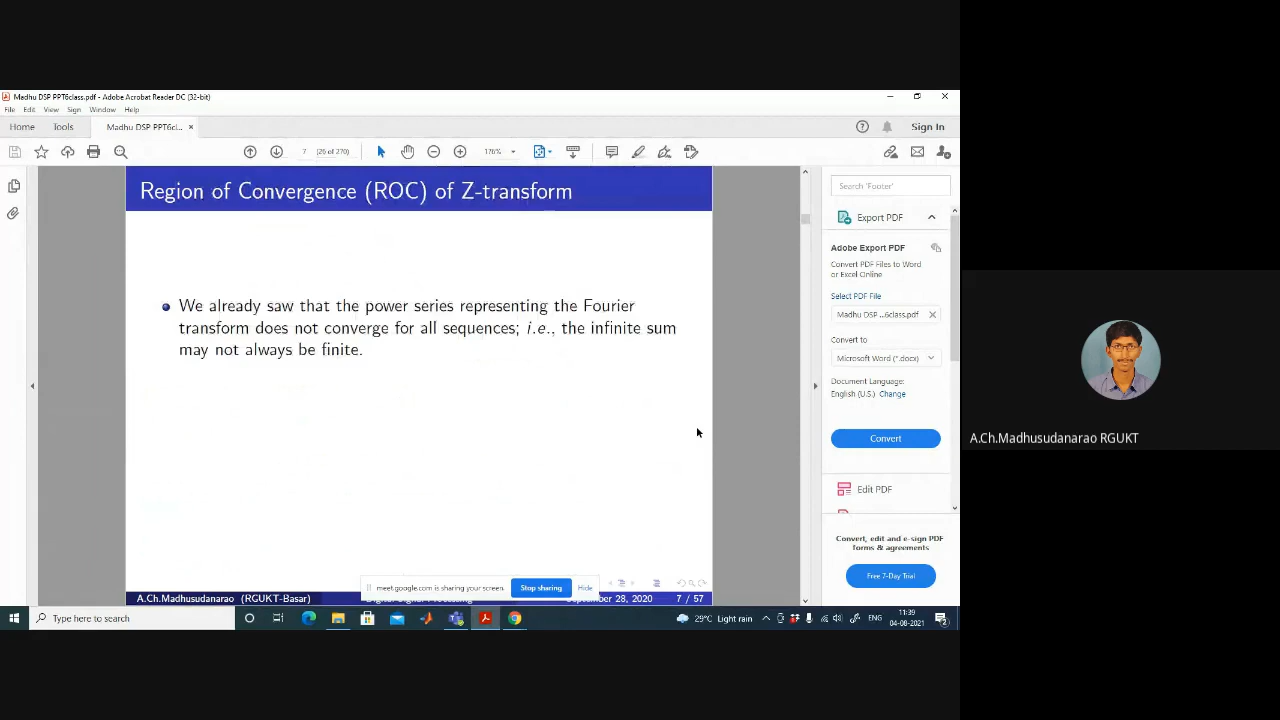 Madhu DSP PPT6class.pdf - Adobe Acrobat Reader DC (32-bit)
File Edit View Sign Window Help
Home Tools Madhu DSP PPT6cl... × Sign In
7 (26 of 270) 176%
Region of Convergence (ROC) of Z-transform
We already saw that the power series representing the Fourier
transform does not converge for all sequences; i.e., the infinite sum
may not always be finite.
A.Ch.Madhusudanarao (RGUKT-Basar) September 28, 2020 7 / 57
meet.google.com is sharing your screen. Stop sharing Hide
Search 'Footer'
Export PDF
Adobe Export PDF
Convert PDF Files to Word
or Excel Online
Select PDF File
Madhu DSP ...6class.pdf
Convert to
Microsoft Word (*.docx)
Document Language:
English (U.S.) Change
Convert
Edit PDF
Convert, edit and e-sign PDF
forms & agreements
Free 7-Day Trial
Type here to search
29°C Light rain ENG 11:39
04-08-2021
A.Ch.Madhusudanarao RGUKT